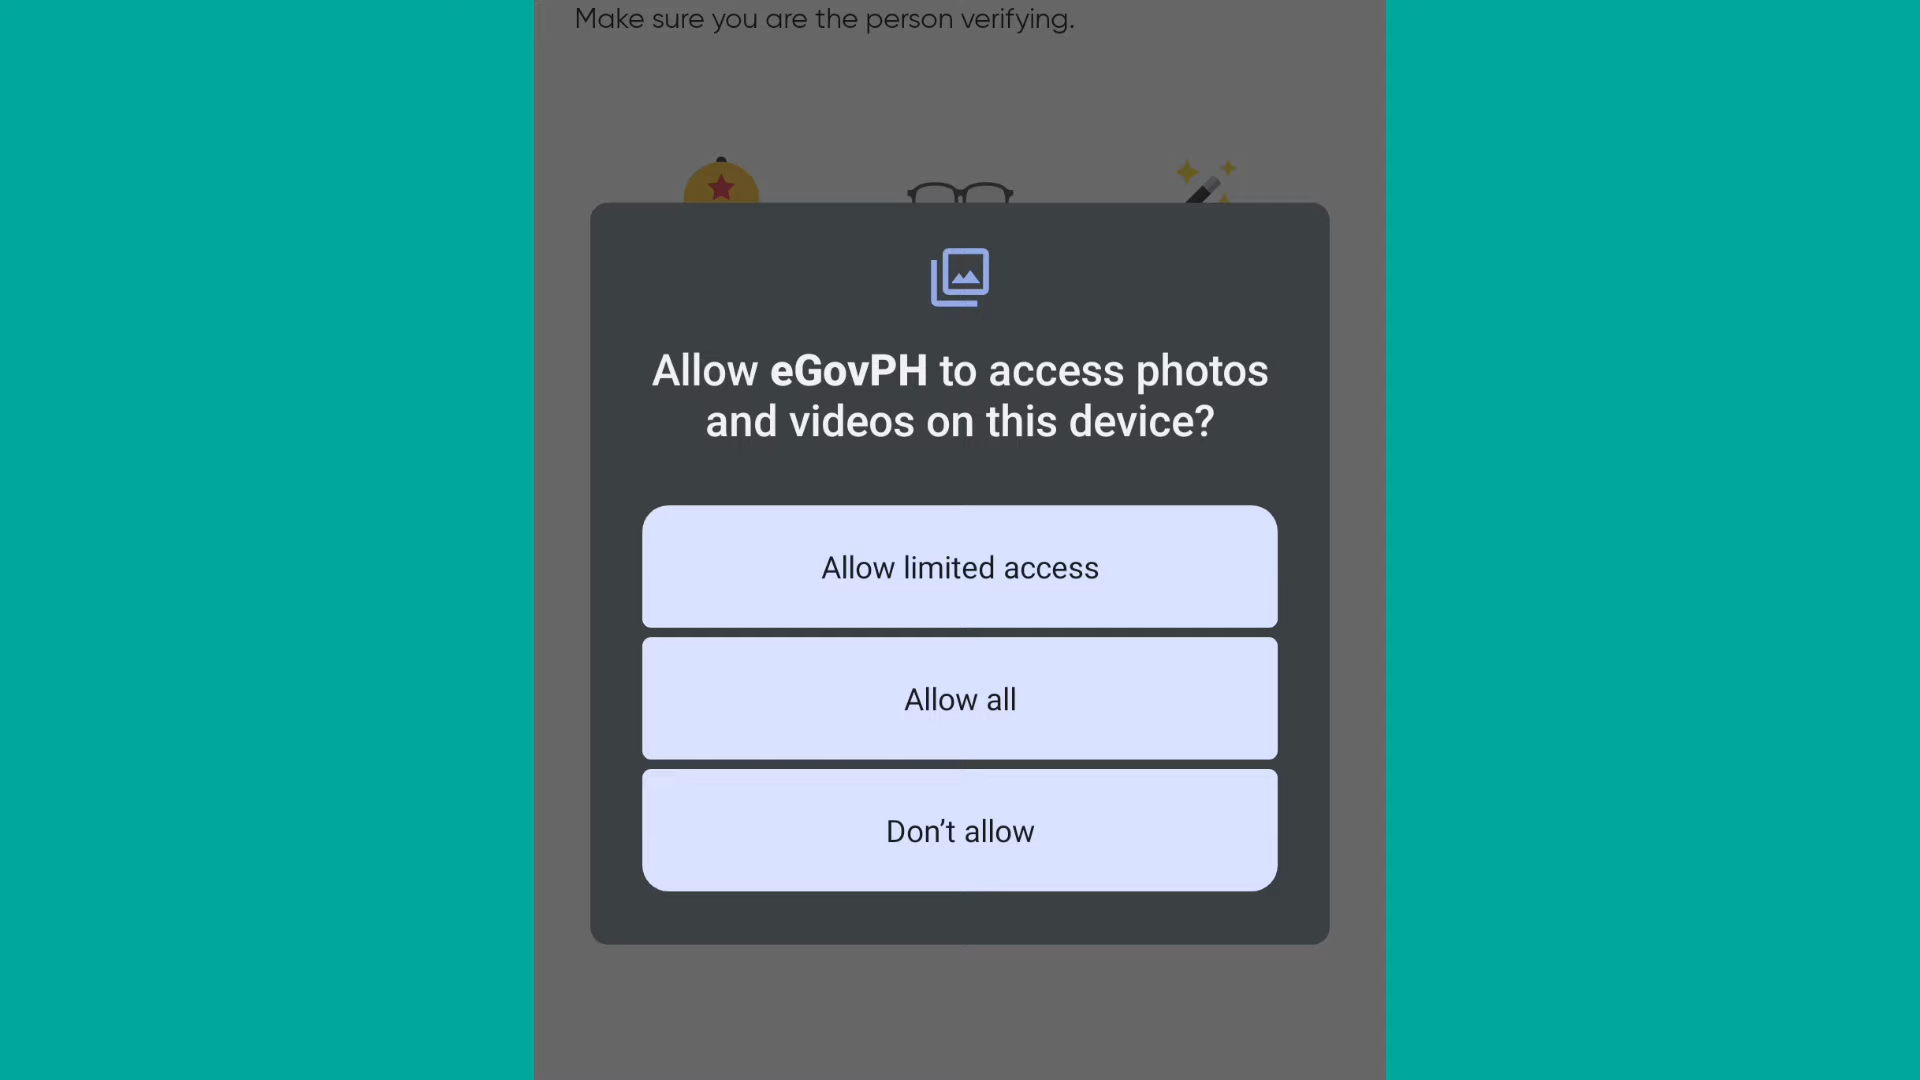 Make sure you are the person verifying.
Allow eGovPH to access photos
and videos on this device?
Allow limited access
Allow all
Don’t allow